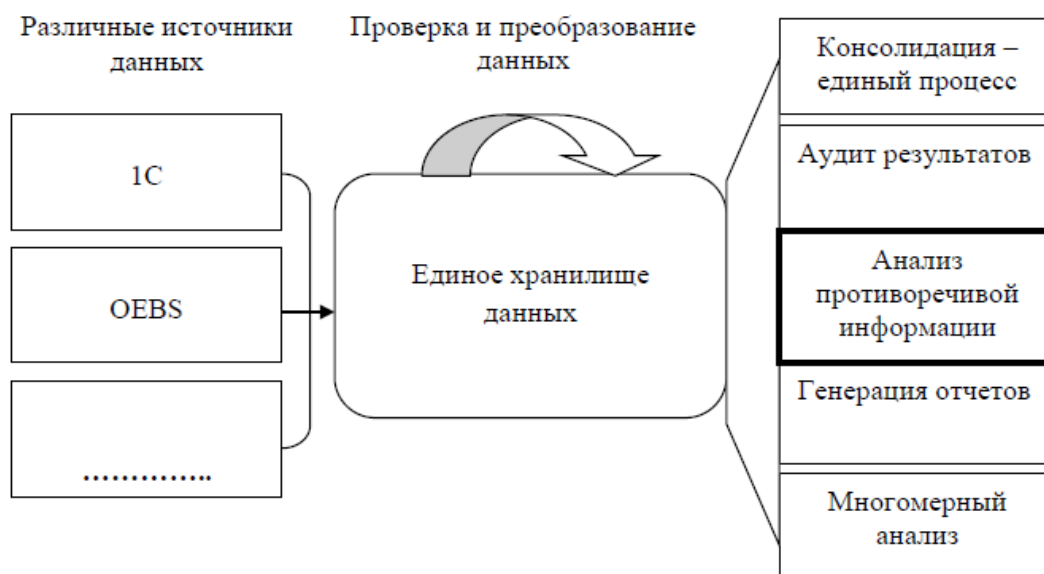 Различные источники
данных
1С
OEBS
…………..
Проверка и преобразование
данных
Единое хранилище
данных
Консолидация –
единый процесс
Аудит результатов
Анализ
противоречивой
информации
Генерация отчетов
Многомерный
анализ